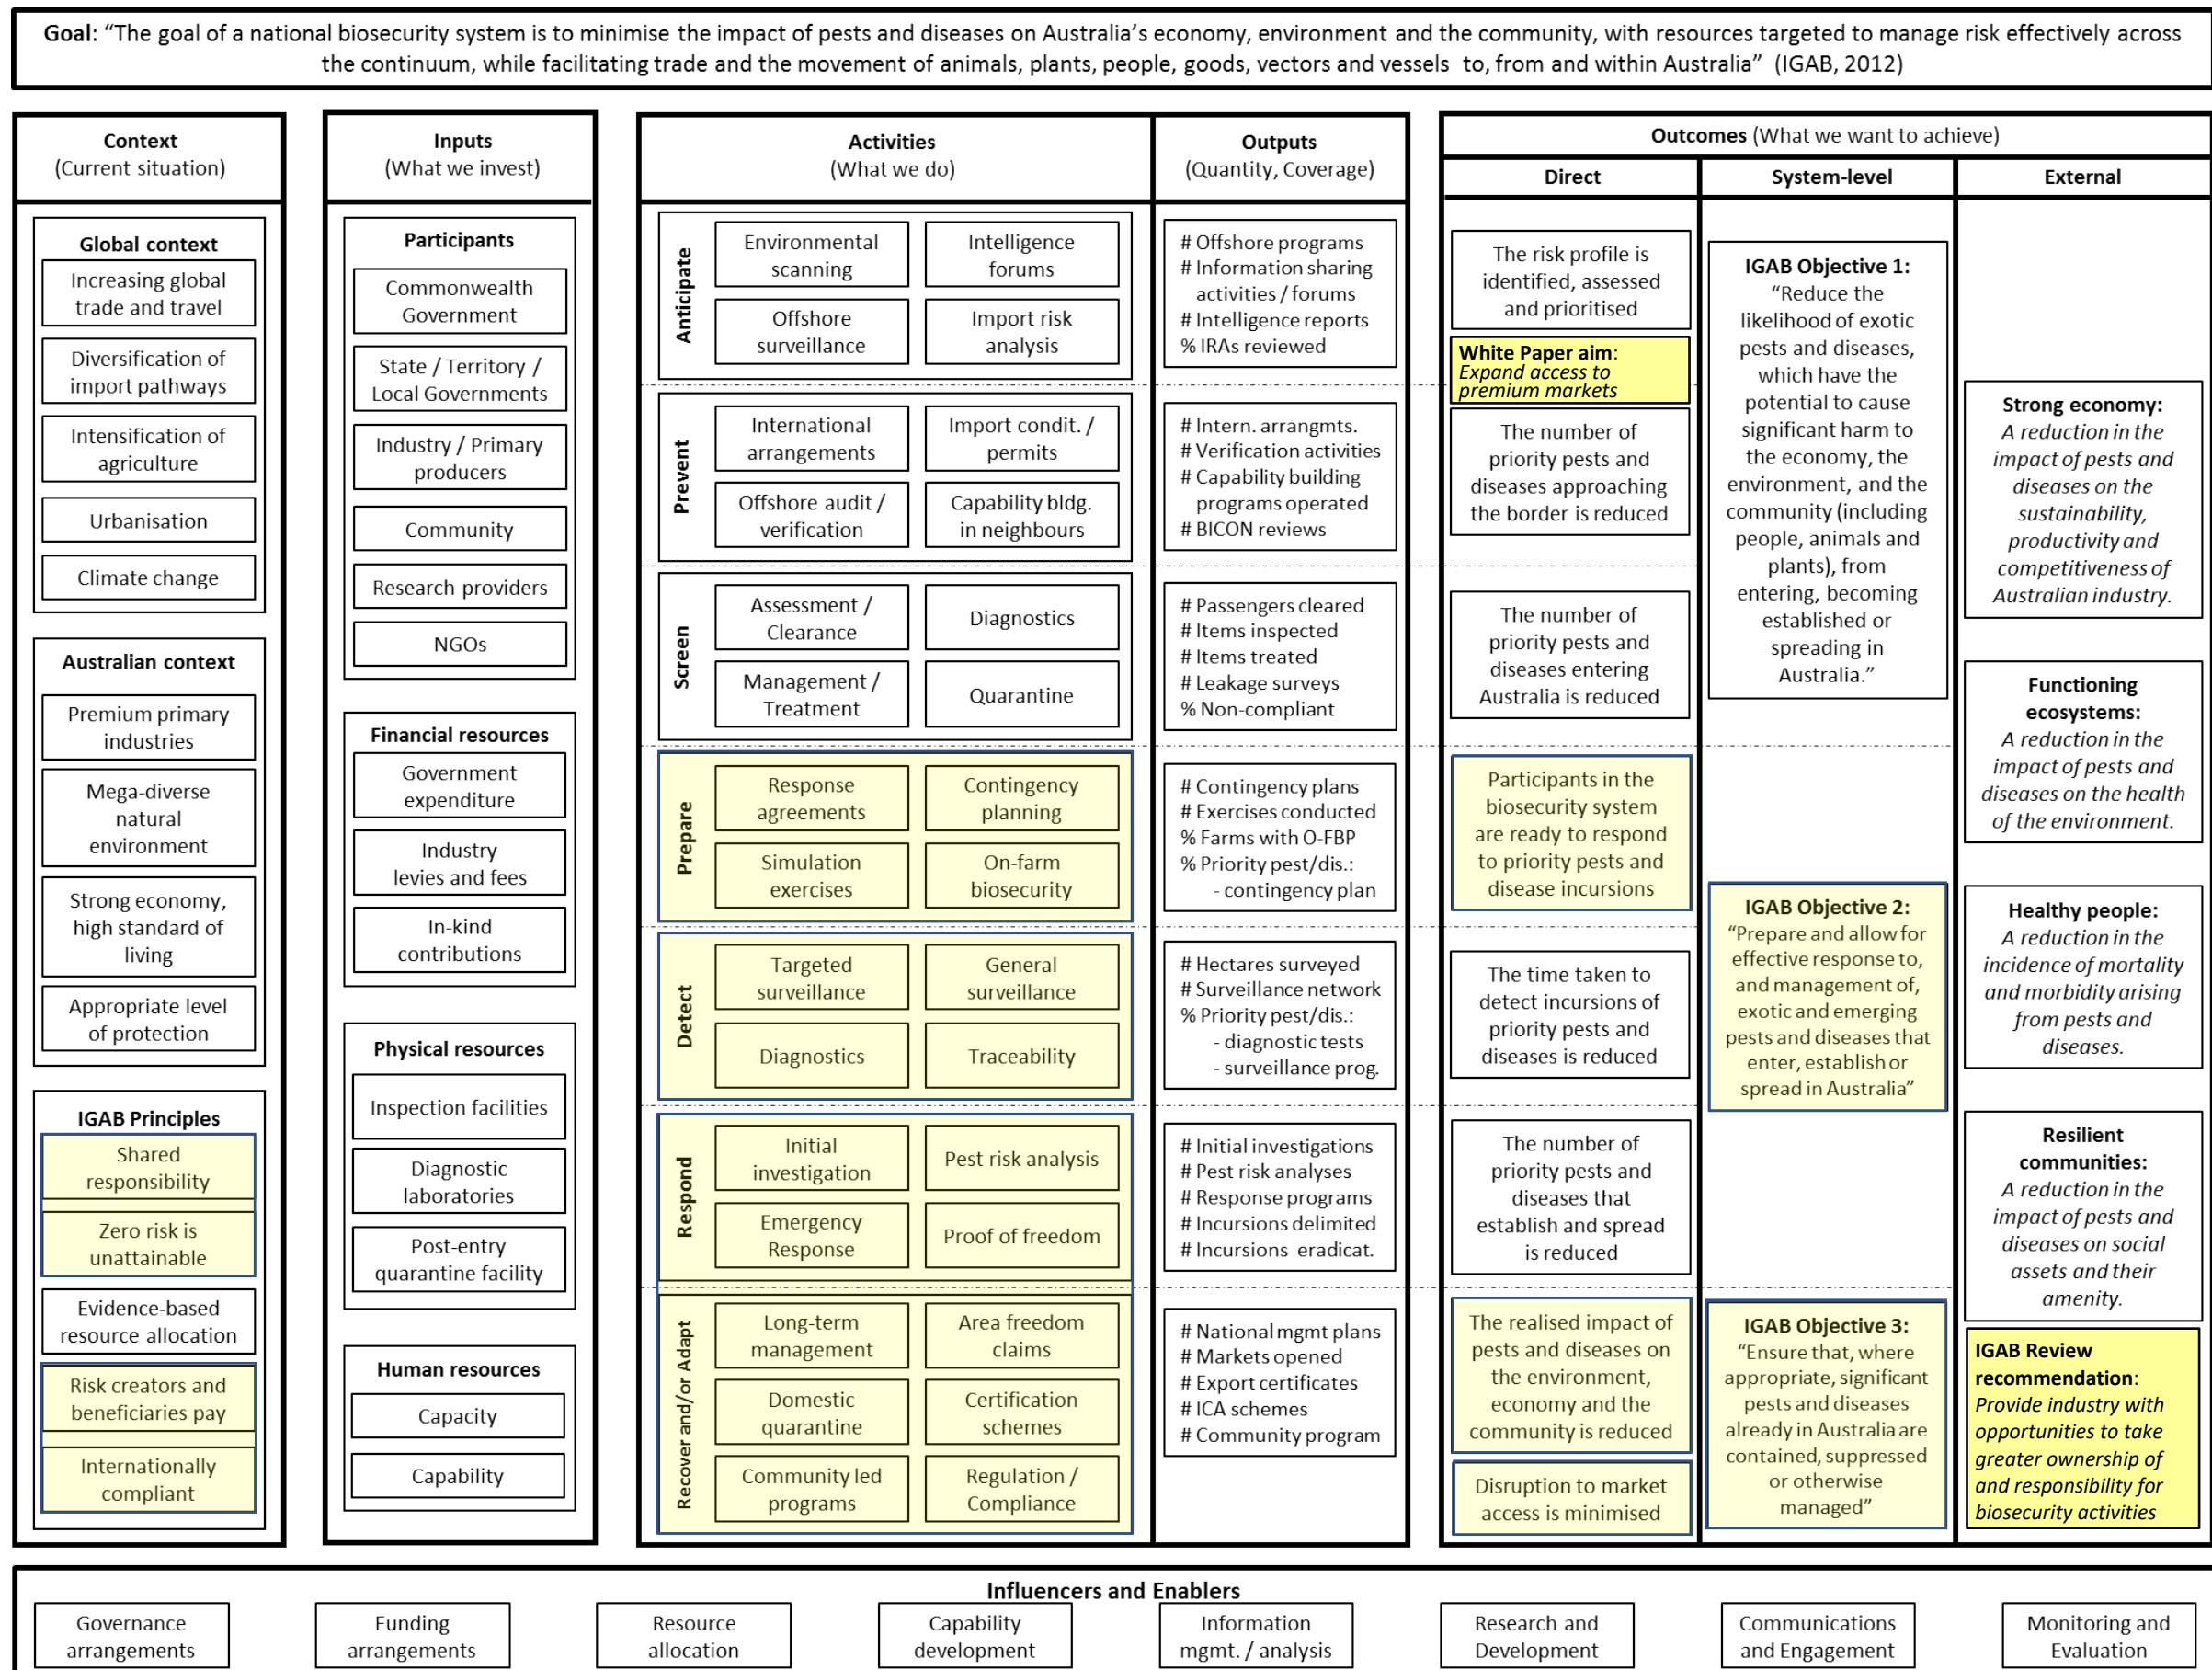 Goal: “The goal of a national biosecurity system is to minimise the impact of pests and diseases on Australia’s economy, environment and the community, with resources targeted to manage risk effectively across
the continuum, while facilitating trade and the movement of animals, plants, people, goods, vectors and vessels to, from and within Australia” (IGAB, 2012)
Context
(Current situation)
Global context
Increasing global
trade and travel
Diversification of
import pathways
Intensification of
agriculture
Urbanisation
Climate change
Australian context
Premium primary
industries
Mega-diverse
natural
environment
Strong economy,
high standard of
living
Appropriate level
of protection
IGAB Principles
Shared
responsibility
Zero risk is
unattainable
Evidence-based
resource allocation
Risk creators and
beneficiaries pay
Internationally
compliant
Inputs
(What we invest)
Participants
Commonwealth
Government
State / Territory /
Local Governments
Industry / Primary
producers
Community
Research providers
NGOs
Financial resources
Government
expenditure
Industry
levies and fees
In-kind
contributions
Physical resources
Inspection facilities
Diagnostic
laboratories
Post-entry
quarantine facility
Human resources
Capacity
Capability
Activities
(What we do)
Anticipate
Environmental
scanning
Intelligence
forums
Offshore
surveillance
Import risk
analysis
Prevent
International
arrangements
Import condit. /
permits
Offshore audit /
verification
Capability bldg.
in neighbours
Screen
Assessment /
Clearance
Diagnostics
Management /
Treatment
Quarantine
Prepare
Response
agreements
Contingency
planning
Simulation
exercises
On-farm
biosecurity
Detect
Targeted
surveillance
General
surveillance
Diagnostics
Traceability
Respond
Initial
investigation
Pest risk analysis
Emergency
Response
Proof of freedom
Recover and/or Adapt
Long-term
management
Area freedom
claims
Domestic
quarantine
Certification
schemes
Community led
programs
Regulation /
Compliance
Outputs
(Quantity, Coverage)
# Offshore programs
# Information sharing
activities / forums
# Intelligence reports
% IRAs reviewed
# Intern. arrangmts.
# Verification activities
# Capability building
programs operated
# BICON reviews
# Passengers cleared
# Items inspected
# Items treated
# Leakage surveys
% Non-compliant
# Contingency plans
# Exercises conducted
% Farms with O-FBP
% Priority pest/dis.:
- contingency plan
# Hectares surveyed
# Surveillance network
% Priority pest/dis.:
- diagnostic tests
- surveillance prog.
# Initial investigations
# Pest risk analyses
# Response programs
# Incursions delimited
# Incursions eradicat.
# National mgmt plans
# Markets opened
# Export certificates
# ICA schemes
# Community program
Outcomes (What we want to achieve)
Direct
The risk profile is
identified, assessed
and prioritised
White Paper aim:
Expand access to
premium markets
The number of
priority pests and
diseases approaching
the border is reduced
The number of
priority pests and
diseases entering
Australia is reduced
Participants in the
biosecurity system
are ready to respond
to priority pests and
disease incursions
The time taken to
detect incursions of
priority pests and
diseases is reduced
The number of
priority pests and
diseases that
establish and spread
is reduced
The realised impact of
pests and diseases on
the environment,
economy and the
community is reduced
Disruption to market
access is minimised
System-level
IGAB Objective 1:
“Reduce the
likelihood of exotic
pests and diseases,
which have the
potential to cause
significant harm to
the economy, the
environment, and the
community (including
people, animals and
plants), from
entering, becoming
established or
spreading in
Australia.”
IGAB Objective 2:
“Prepare and allow for
effective response to,
and management of,
exotic and emerging
pests and diseases that
enter, establish or
spread in Australia”
IGAB Objective 3:
“Ensure that, where
appropriate, significant
pests and diseases
already in Australia are
contained, suppressed
or otherwise
managed”
External
Strong economy:
A reduction in the
impact of pests and
diseases on the
sustainability,
productivity and
competitiveness of
Australian industry.
Functioning
ecosystems:
A reduction in the
impact of pests and
diseases on the health
of the environment.
Healthy people:
A reduction in the
incidence of mortality
and morbidity arising
from pests and
diseases.
Resilient
communities:
A reduction in the
impact of pests and
diseases on social
assets and their
amenity.
IGAB Review
recommendation:
Provide industry with
opportunities to take
greater ownership of
and responsibility for
biosecurity activities
Influencers and Enablers
Governance
arrangements
Funding
arrangements
Resource
allocation
Capability
development
Information
mgmt. / analysis
Research and
Development
Communications
and Engagement
Monitoring and
Evaluation